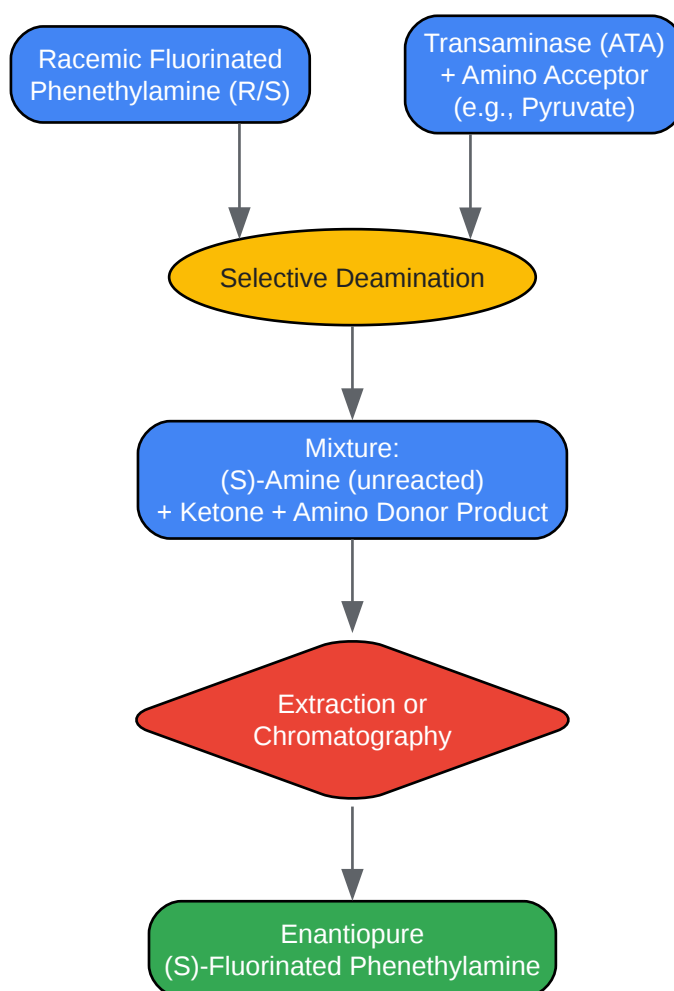 Racemic Fluorinated
Phenethylamine (R/S)
Transaminase (ATA)
+ Amino Acceptor
(e.g., Pyruvate)
Selective Deamination
Mixture:
(S)-Amine (unreacted)
+ Ketone + Amino Donor Product
Extraction or
Chromatography
Enantiopure
(S)-Fluorinated Phenethylamine